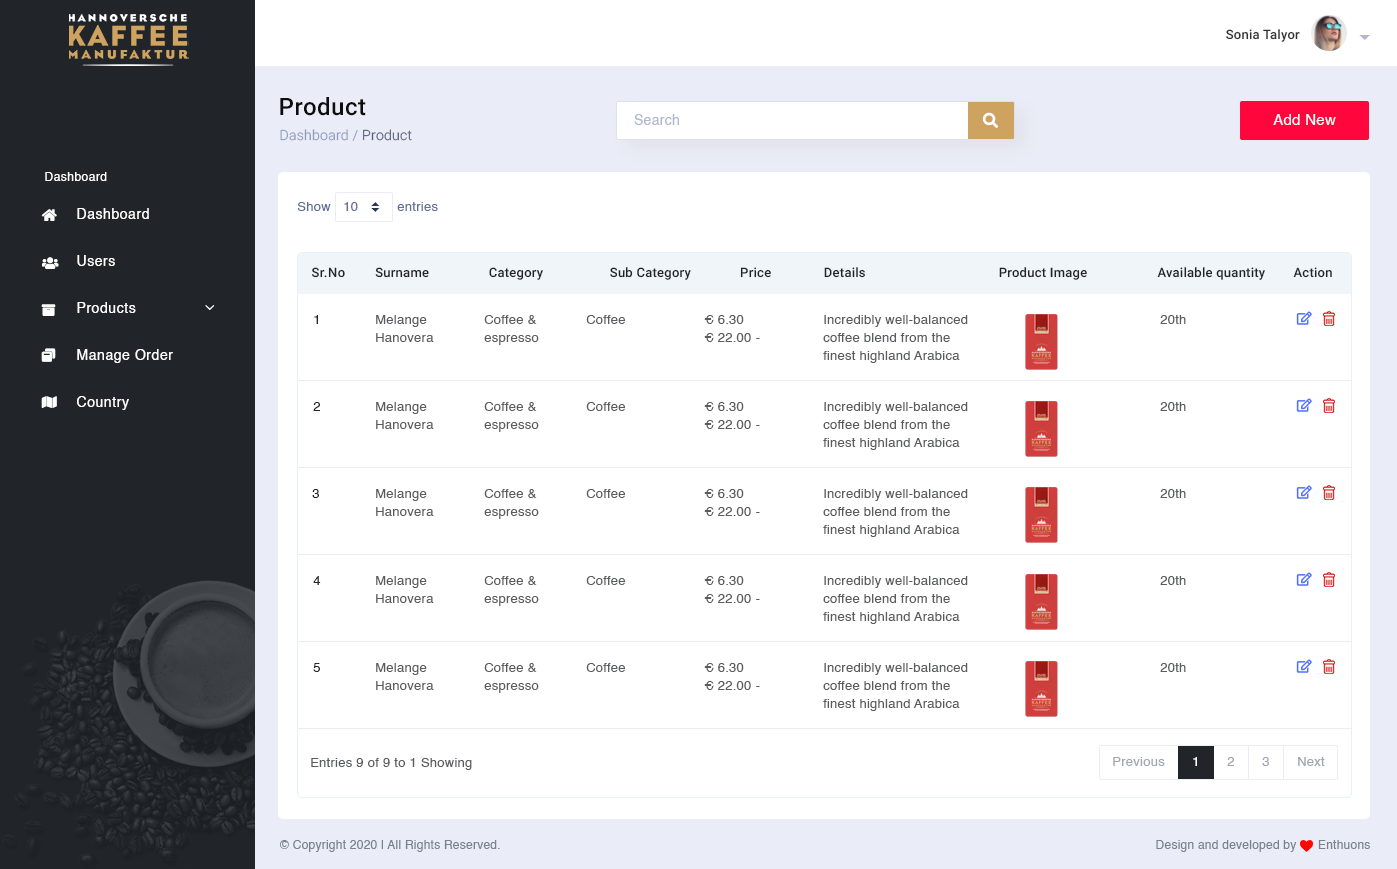 HANNOVERSCHE
KAFFEE
MANUFAKTUR
Sonia Talyor
Product
Dashboard / Product
Search
Add New
Dashboard
Dashboard
Users
Products
Manage Order
Country
Show 10 entries
Sr.No Surname Category Sub Category Price Details Product Image Available quantity Action
1 Melange Coffee & Coffee € 6.30 Incredibly well-balanced 20th
Hanovera espresso € 22.00 - coffee blend from the
finest highland Arabica
KAFFEE
2 Melange Coffee & Coffee € 6.30 Incredibly well-balanced 20th
Hanovera espresso € 22.00 - coffee blend from the
finest highland Arabica
KAFFEE
3 Melange Coffee & Coffee € 6.30 Incredibly well-balanced 20th
Hanovera espresso € 22.00 - coffee blend from the
finest highland Arabica
KAFFEE
4 Melange Coffee & Coffee € 6.30 Incredibly well-balanced 20th
Hanovera espresso € 22.00 - coffee blend from the
finest highland Arabica
KAFFEE
5 Melange Coffee & Coffee € 6.30 Incredibly well-balanced 20th
Hanovera espresso € 22.00 - coffee blend from the
finest highland Arabica
KAFFEE
Entries 9 of 9 to 1 Showing
Previous 1 2 3 Next
© Copyright 2020 I All Rights Reserved.
Design and developed by Enthuons